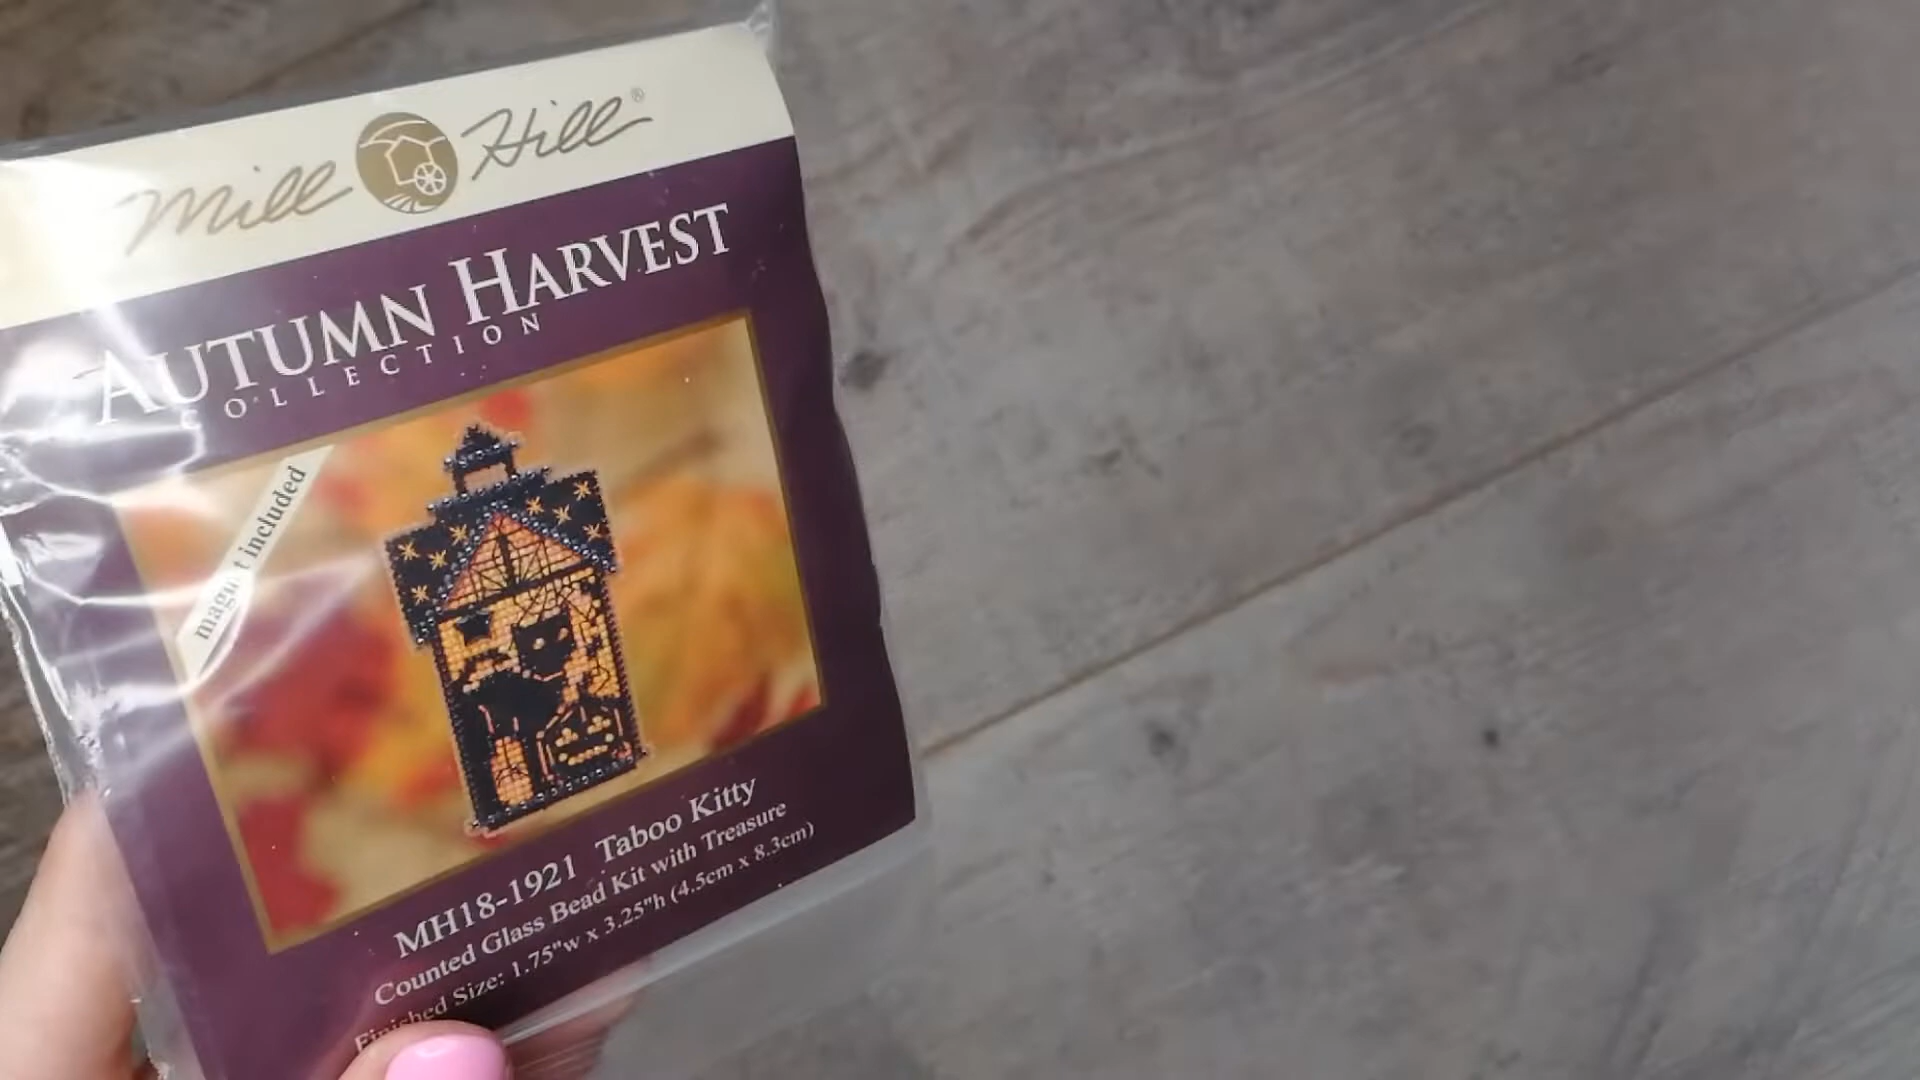 Mill Hill®
AUTUMN HARVEST
COLLECTION
magnet included
MH18-1921 Taboo Kitty
Counted Glass Bead Kit with Treasure
Finished Size: 1.75"w x 3.25"h (4.5cm x 8.3cm)